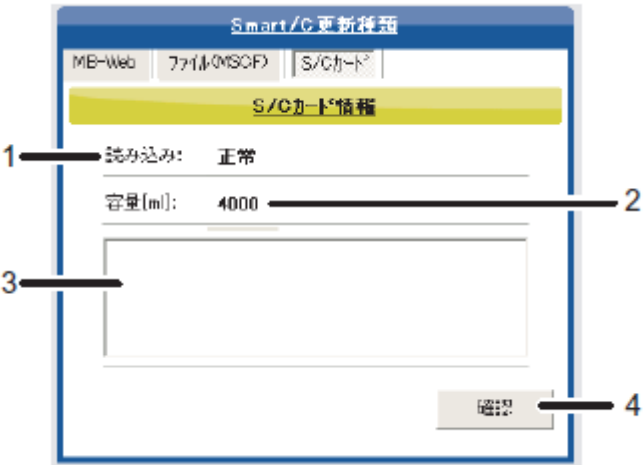 Smart/C更新種類
MB-Web ファイル(MSCF) S/Cカード
S/Cカード情報
1 読み込み: 正常
容量[ml]: 4000 2
3
確認 4